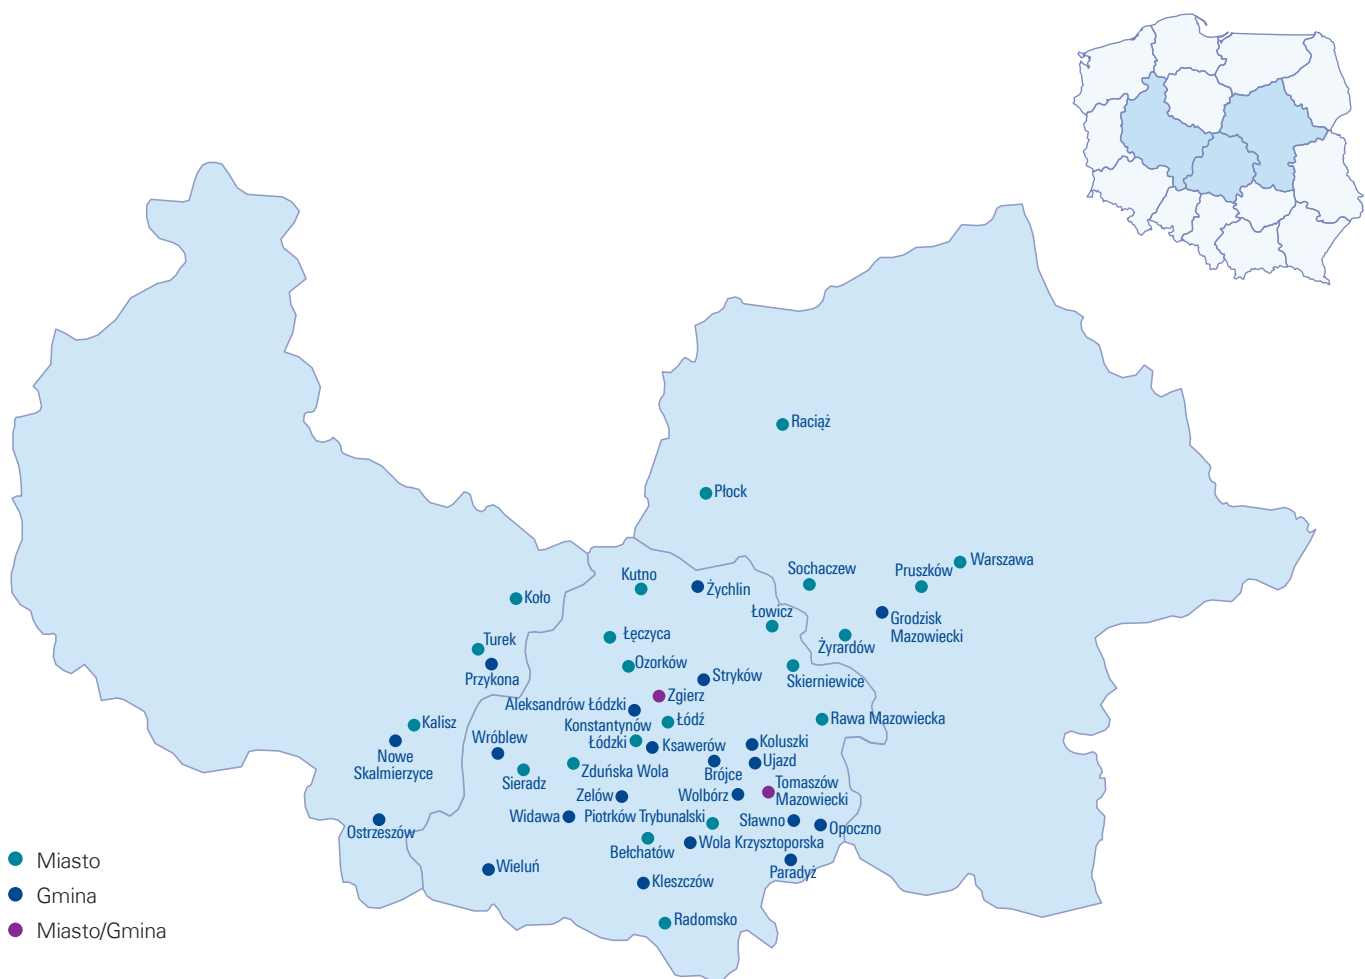 Raciąż
Płock
Warszawa
Sochaczew
Pruszków
Kutno
Żychlin
Koło
Łowicz
Grodzisk
Mazowiecki
Łęczyca
Turek
Żyrardów
Ozorków
Przykona
Stryków
Skierniewice
Zgierz
Aleksandrów Łódzki
Łódź
Rawa Mazowiecka
Kalisz
Konstantynów
Łódzki
Wróblew
Ksawerów
Koluszki
Nowe
Skalmierzyce
Ujazd
Zduńska Wola
Brójce
Sieradz
Tomaszów
Mazowiecki
Zelów
Wolbórz
Widawa
Piotrków Trybunalski
Sławno
Opoczno
Ostrzeszów
Wola Krzysztoporska
Bełchatów
Paradyż
Wieluń
Kleszczów
Radomsko
Miasto
Gmina
Miasto/Gmina